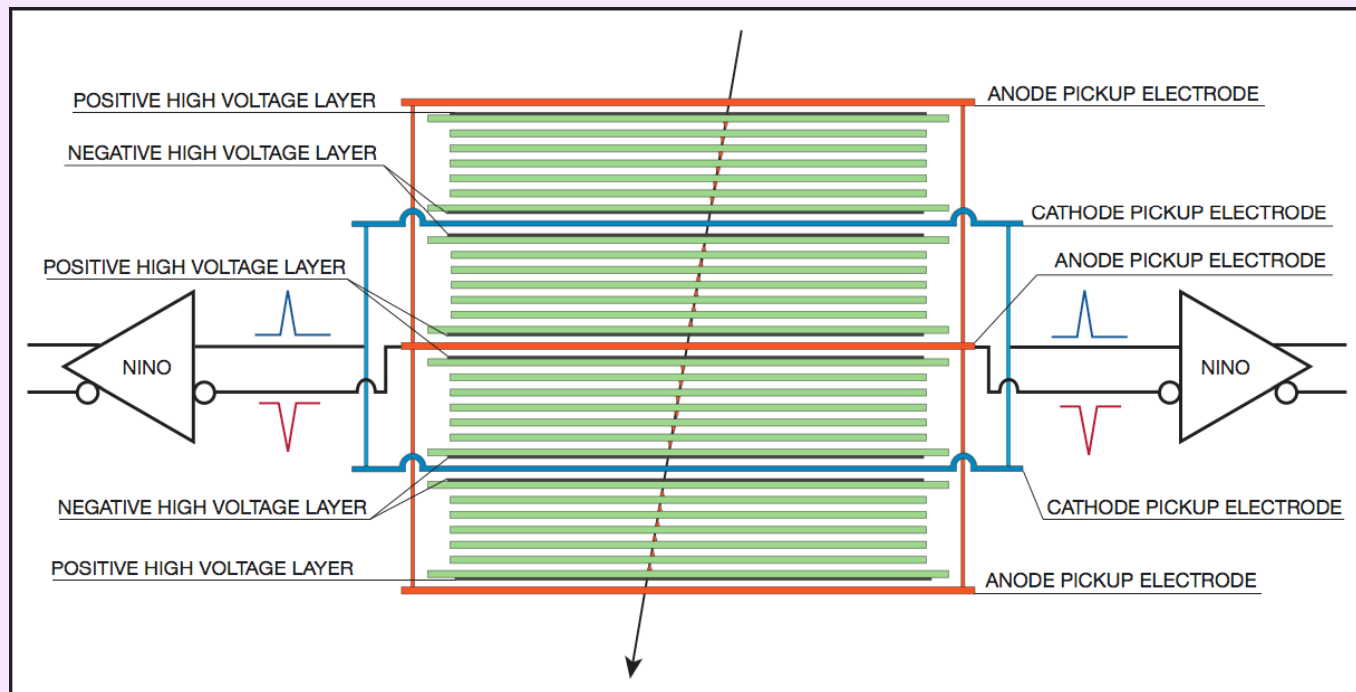 POSITIVE HIGH VOLTAGE LAYER
ANODE PICKUP ELECTRODE
NEGATIVE HIGH VOLTAGE LAYER
CATHODE PICKUP ELECTRODE
POSITIVE HIGH VOLTAGE LAYER
ANODE PICKUP ELECTRODE
NINO
NINO
NEGATIVE HIGH VOLTAGE LAYER
CATHODE PICKUP ELECTRODE
POSITIVE HIGH VOLTAGE LAYER
ANODE PICKUP ELECTRODE